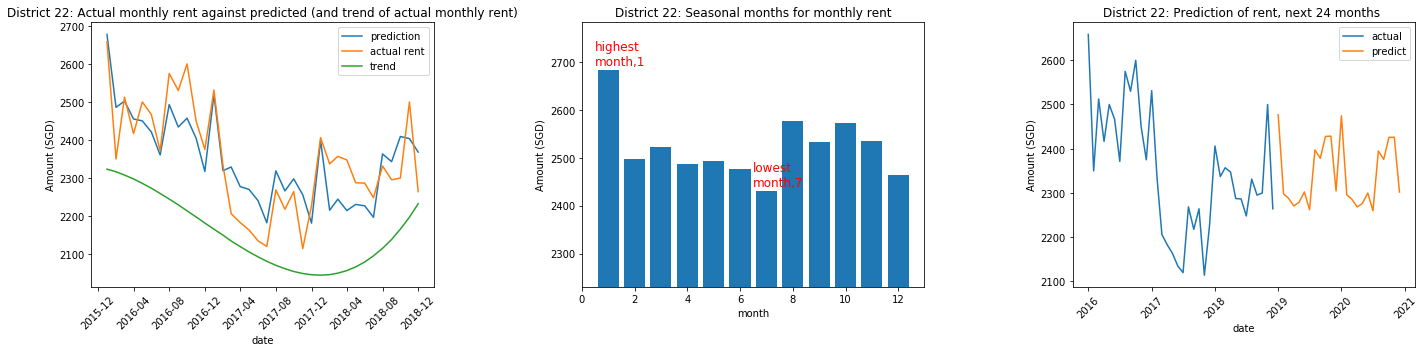 District 22: Actual monthly rent against predicted (and trend of actual monthly rent)
prediction
actual rent
trend
2700
2600
2500
2400
2300
2200
2100
Amount (SGD)
2015-12
2016-04
2016-08
2016-12
2017-04
2017-08
2017-12
2018-04
2018-08
2018-12
date
District 22: Seasonal months for monthly rent
highest
month,1
lowest
month,7
2700
2600
2500
2400
2300
Amount (SGD)
0 2 4 6 8 10 12
month
District 22: Prediction of rent, next 24 months
actual
predict
2600
2500
2400
2300
2200
2100
Amount (SGD)
2016
2017
2018
2019
2020
2021
date